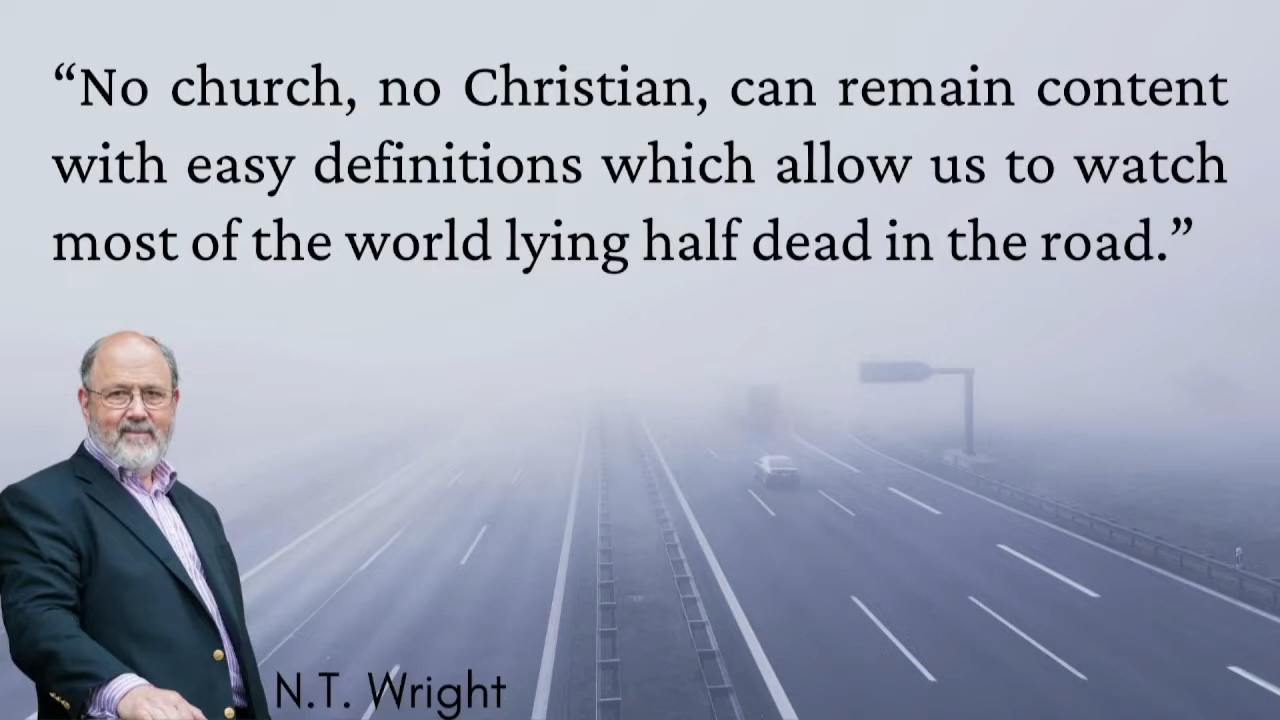 “No church, no Christian, can remain content
with easy definitions which allow us to watch
most of the world lying half dead in the road.”
N.T. Wright